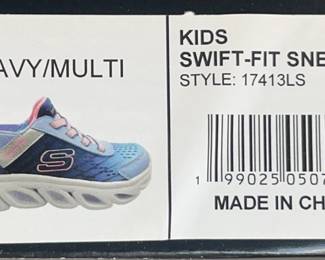 AVY/MULTI
S
KIDS
SWIFT-FIT SNE
STYLE: 17413LS
1 99025 0507
MADE IN CH